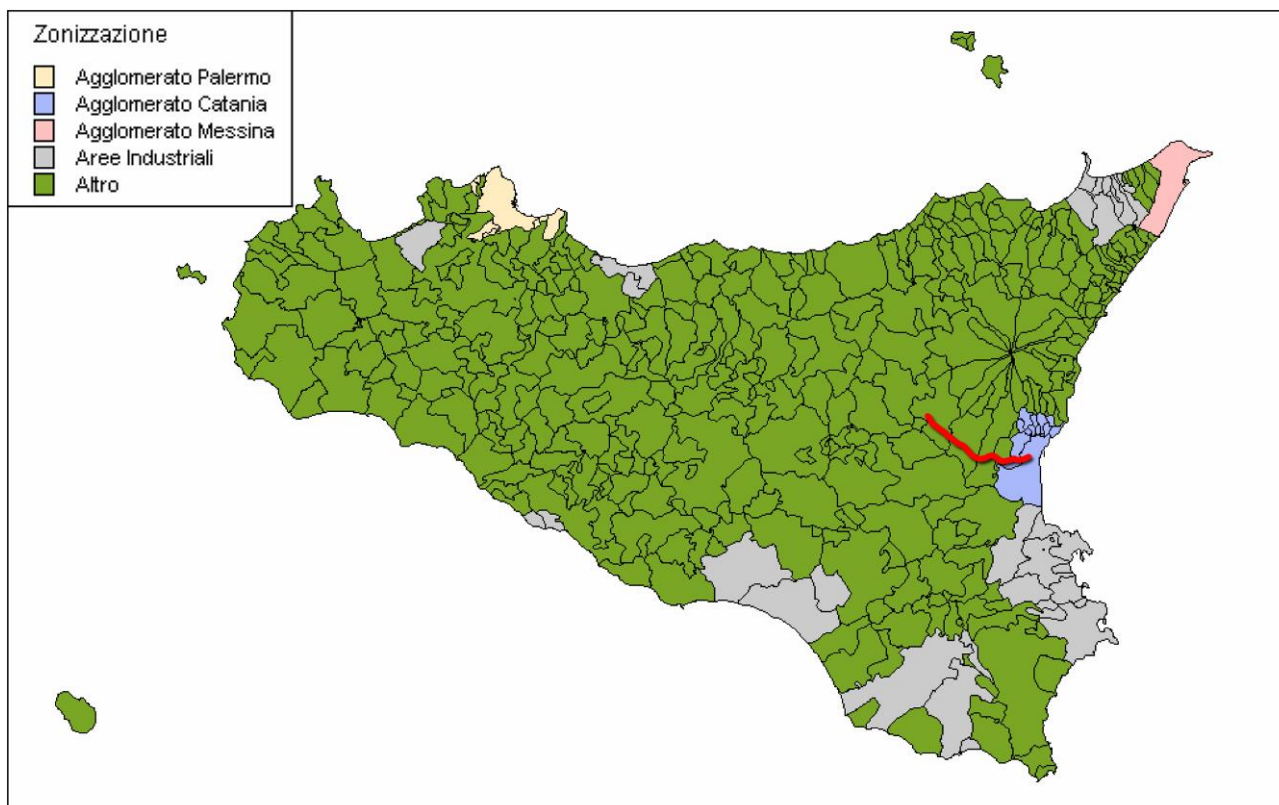 Zonizzazione
Agglomerato Palermo
Agglomerato Catania
Agglomerato Messina
Aree Industriali
Altro